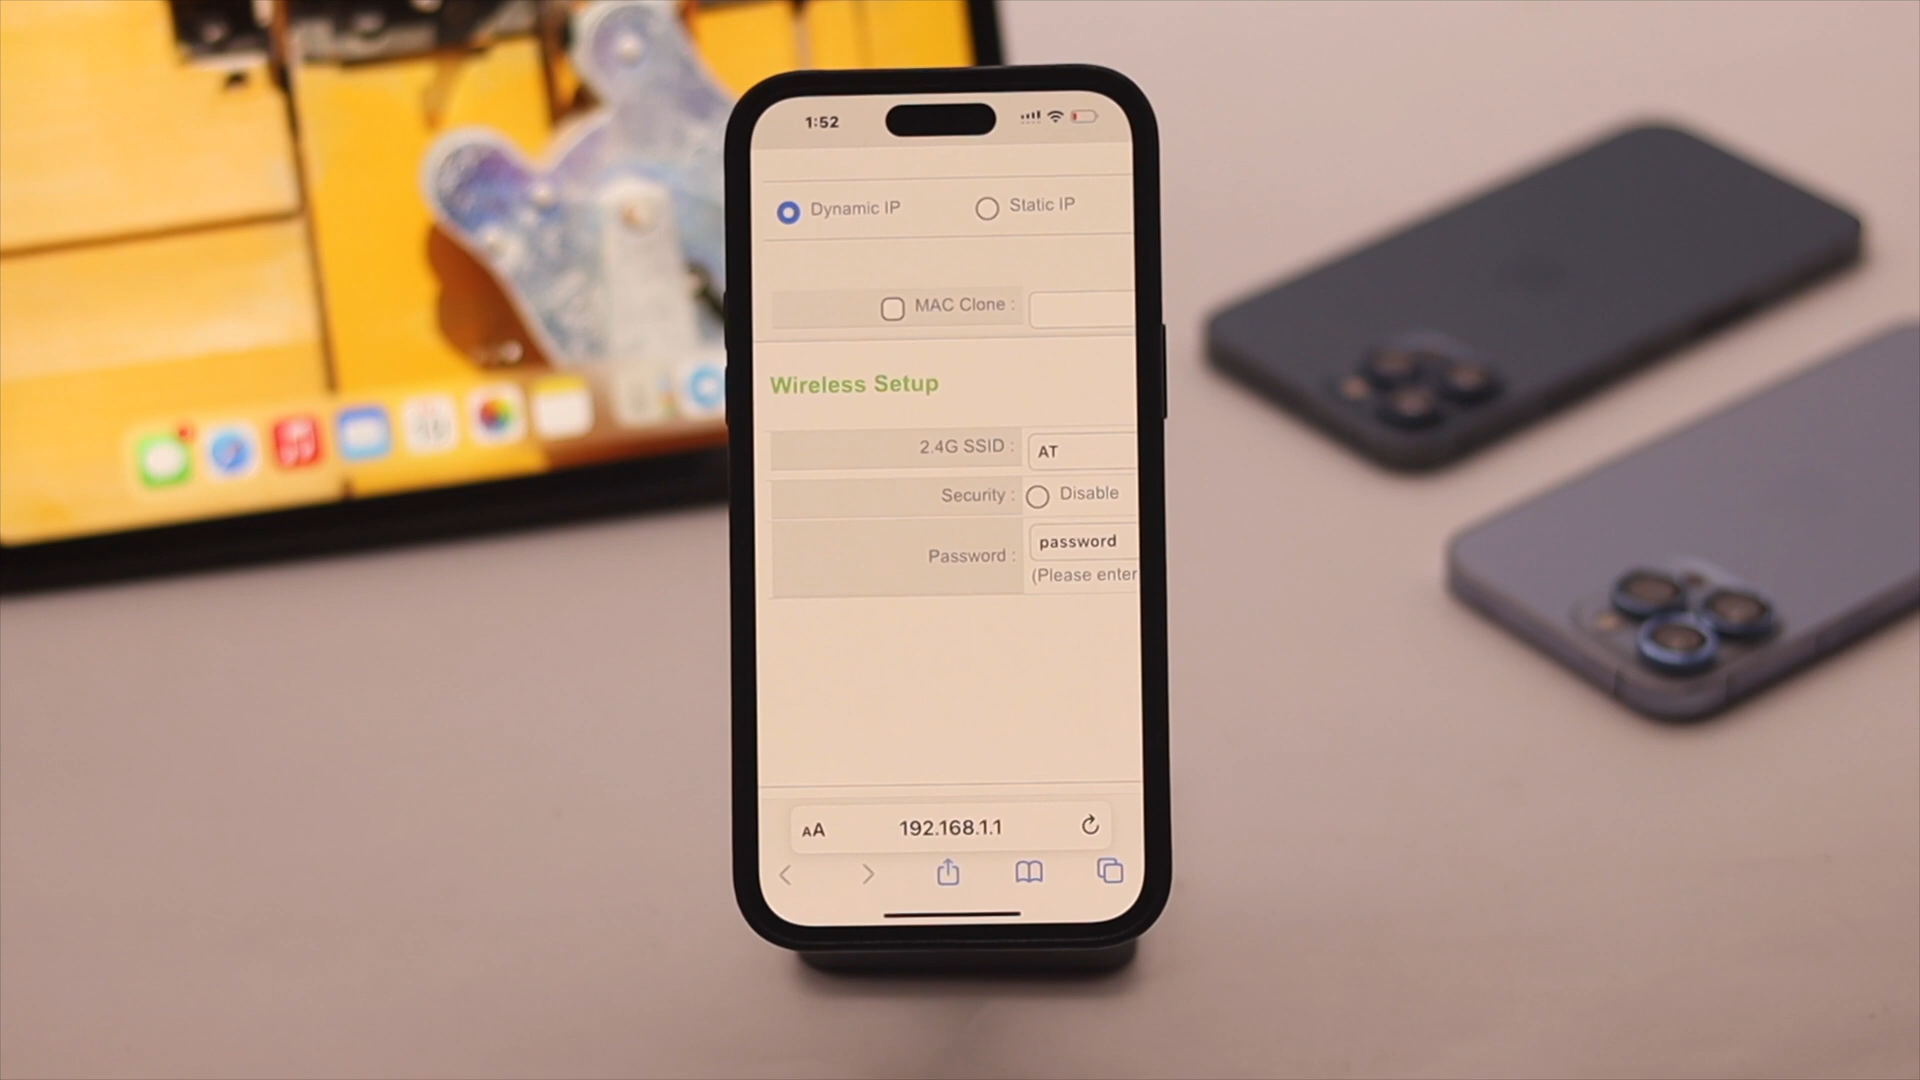 1:52
Dynamic IP Static IP
MAC Clone :
Wireless Setup
2.4G SSID : AT
Security : Disable
Password : password
(Please enter
AA 192.168.1.1